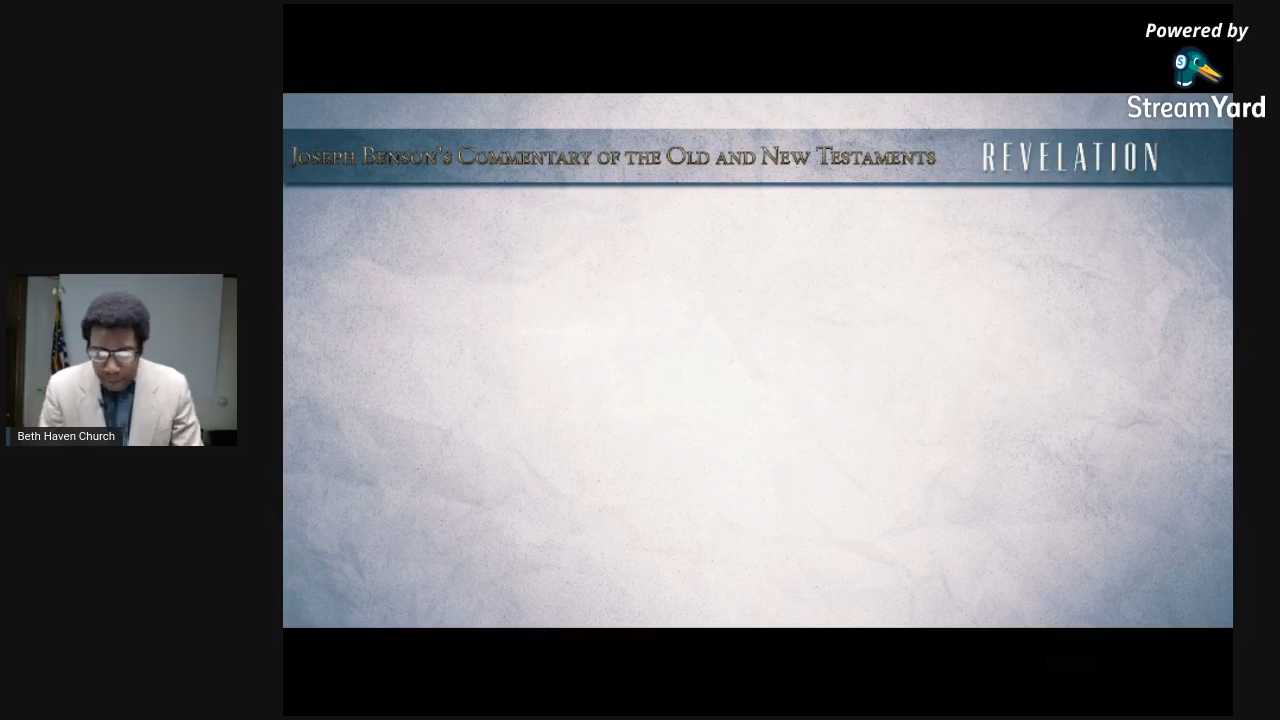 Powered by
StreamYard
Joseph Benson's Commentary of the Old and New Testaments
REVELATION
Beth Haven Church